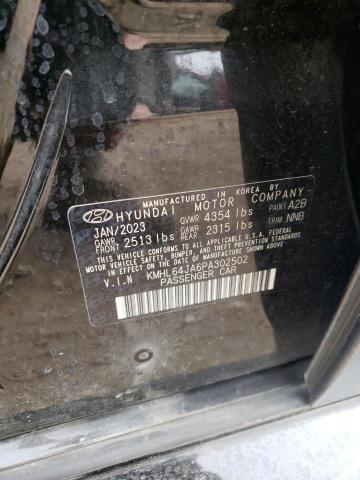 MANUFACTURED IN KOREA BY
HYUNDAI MOTOR COMPANY
JAN/2023 GVWR 4354 lbs PAINT A2B
GAWR FRONT 2513 lbs GAWR REAR 2315 lbs TRIM NNB
THIS VEHICLE CONFORMS TO ALL APPLICABLE U.S.A. FEDERAL
MOTOR VEHICLE SAFETY, BUMPER, AND THEFT PREVENTION
STANDARDS IN EFFECT ON THE DATE OF MANUFACTURE SHOWN ABOVE.
V.I.N KMHL64JA6PA302502
PASSENGER CAR